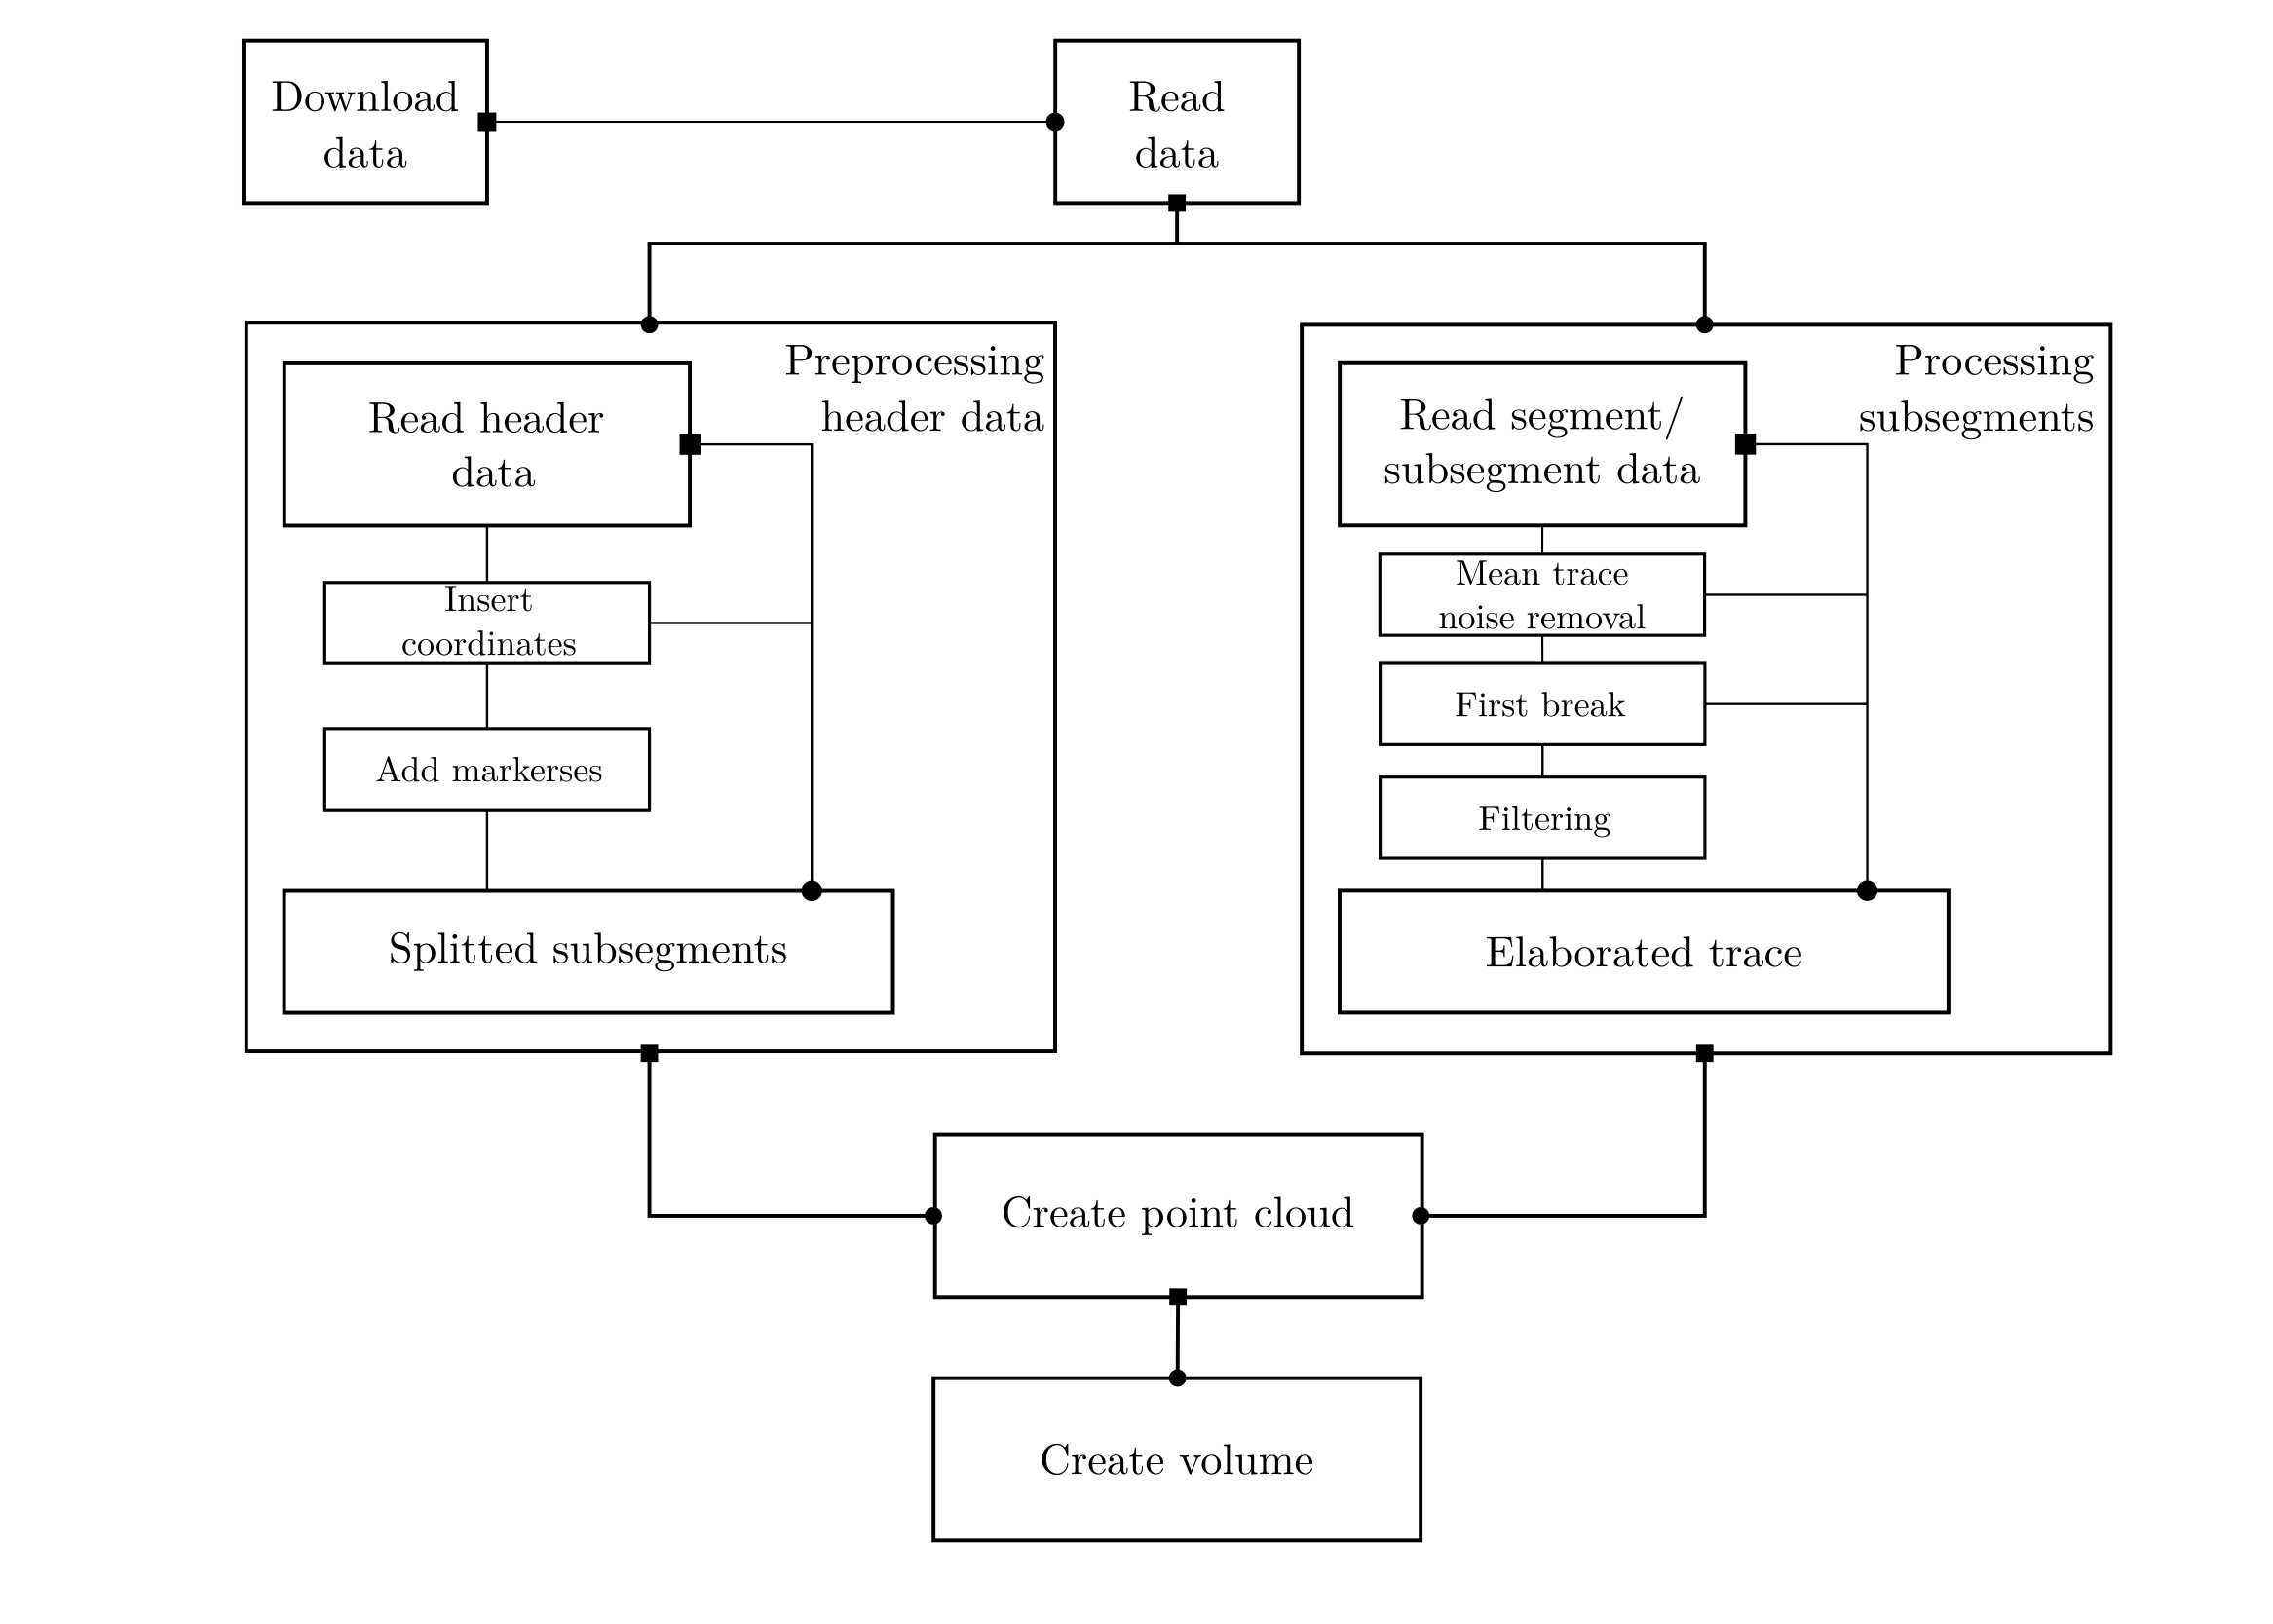 Download
data
Read
data
Preprocessing
header data
Read header
data
Insert
coordinates
Add markerses
Splitted subsegments
Processing
subsegments
Read segment/
subsegment data
Mean trace
noise removal
First break
Filtering
Elaborated trace
Create point cloud
Create volume